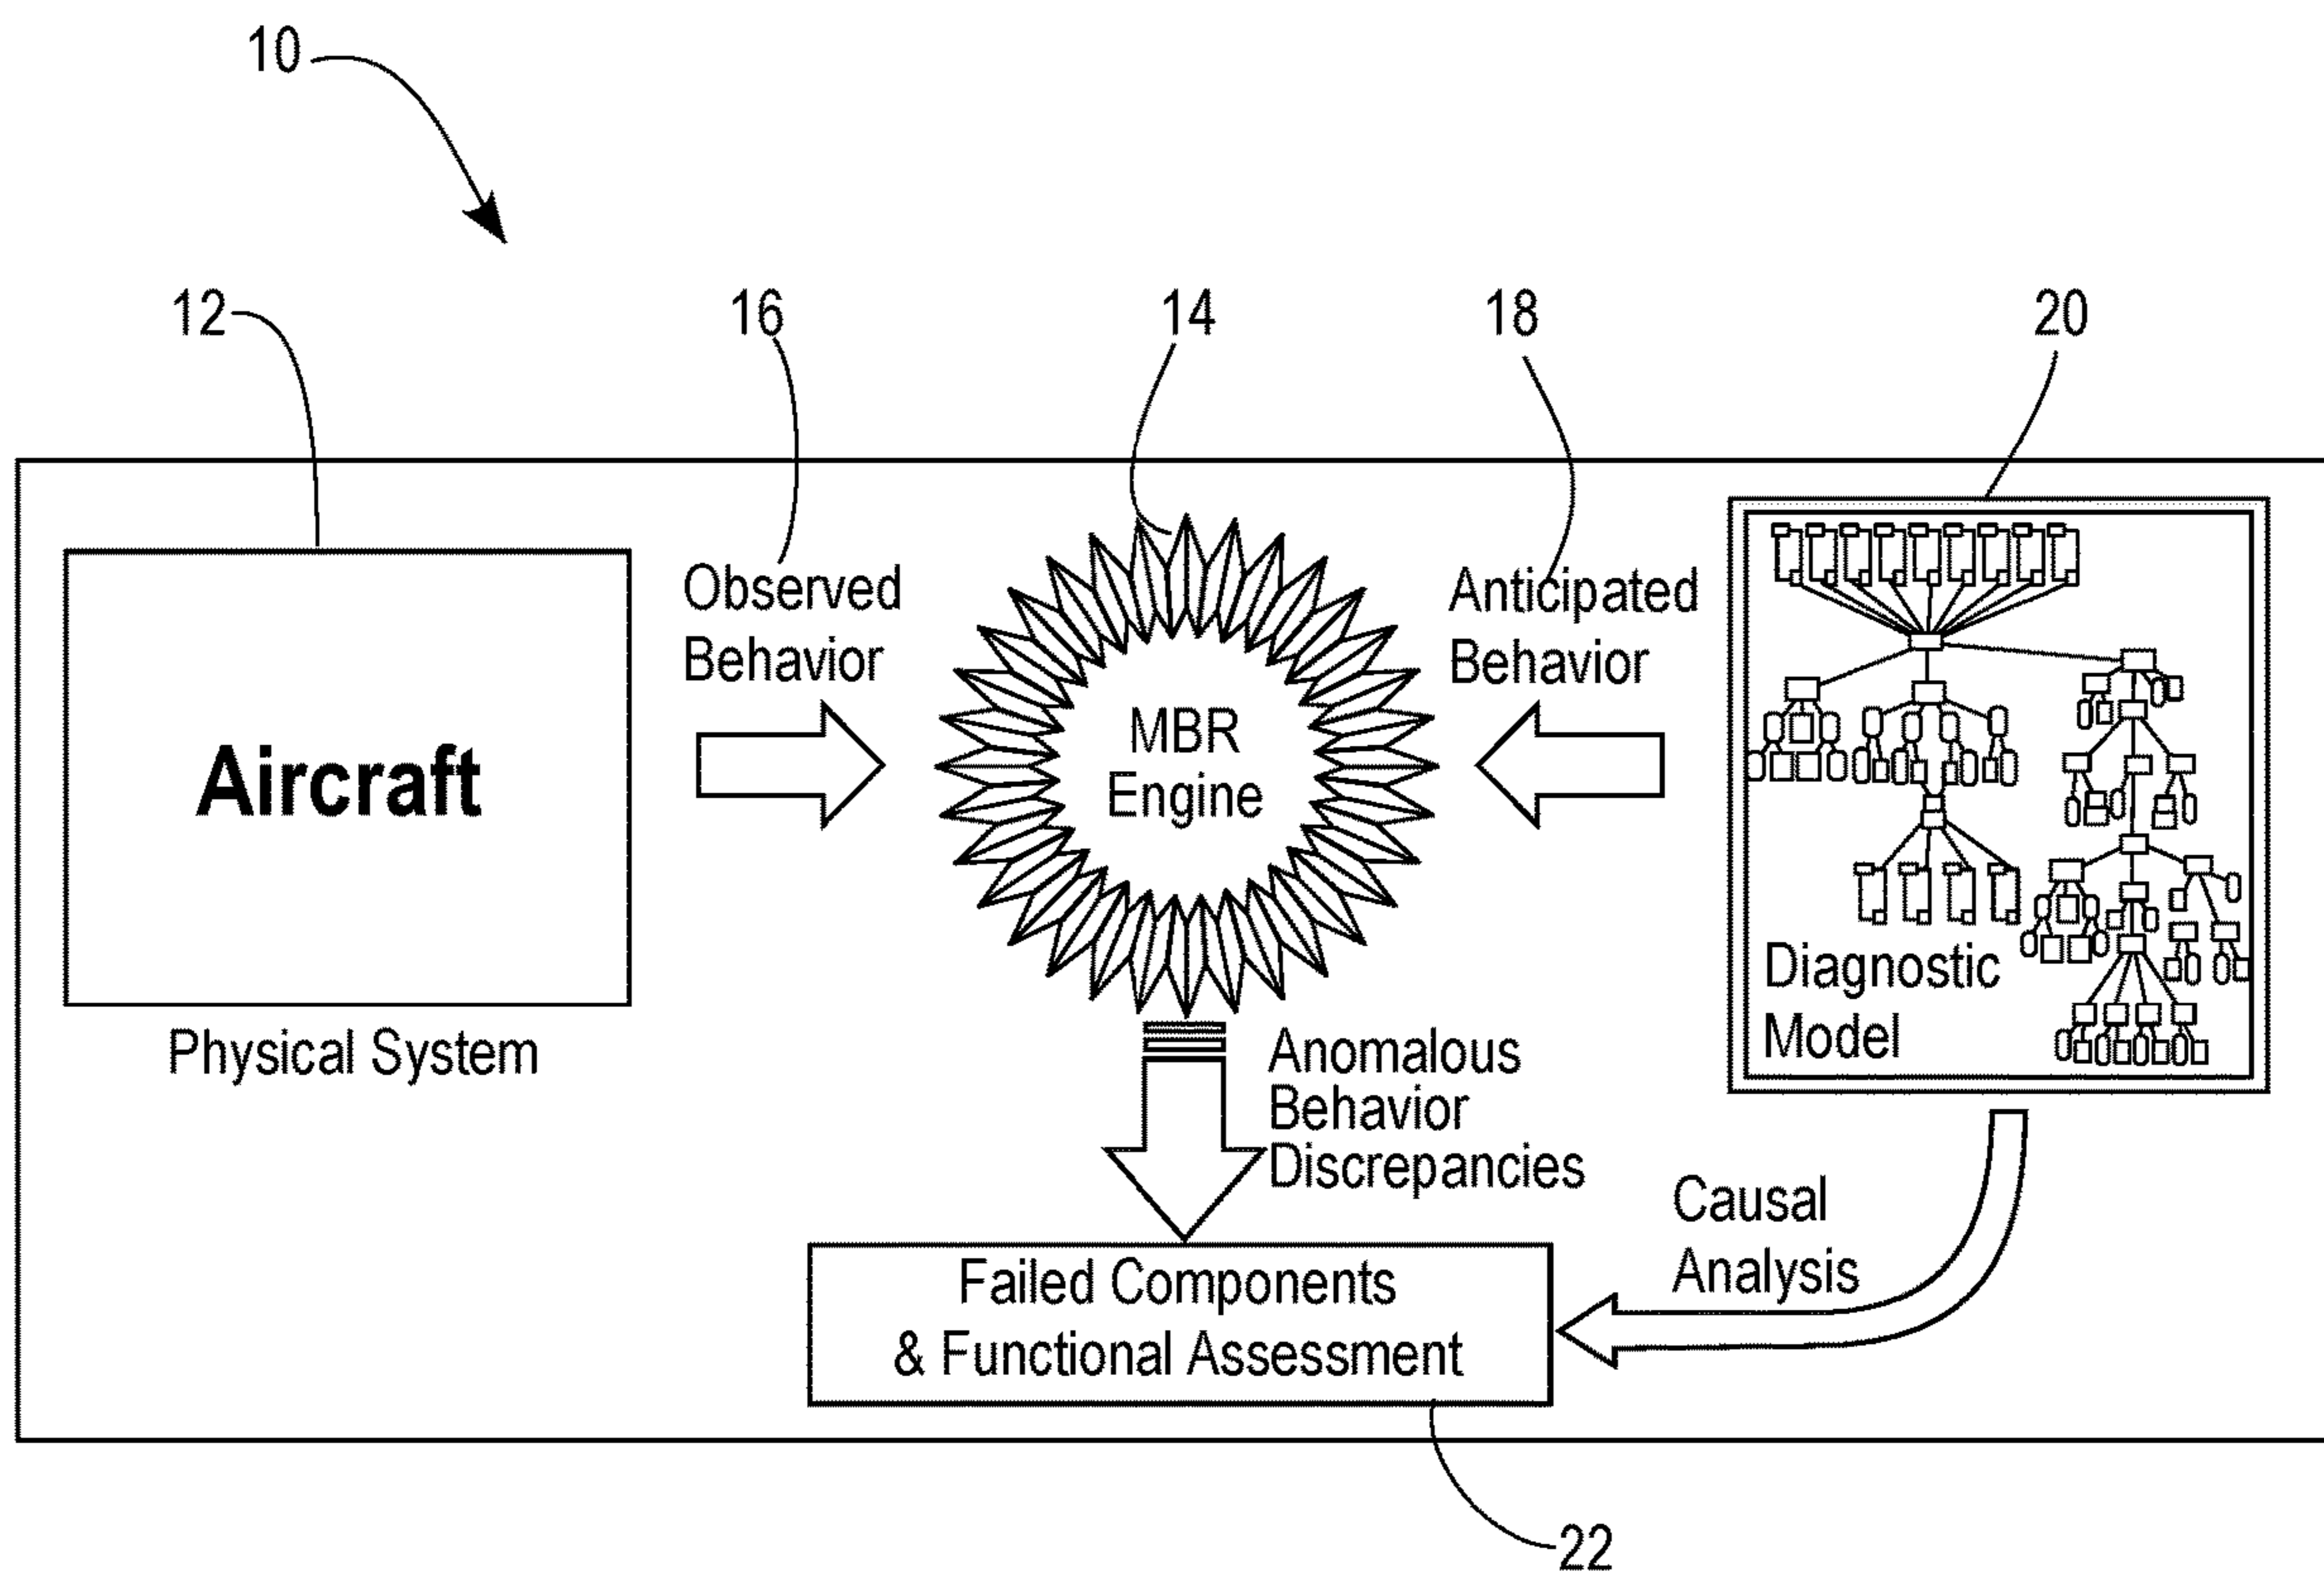 10
12
16
14
18
20
Observed
Behavior
Anticipated
Behavior
Aircraft
MBR
Engine
Diagnostic
Model
Physical System
Anomalous
Behavior
Discrepancies
Causal
Analysis
Failed Components
& Functional Assessment
22